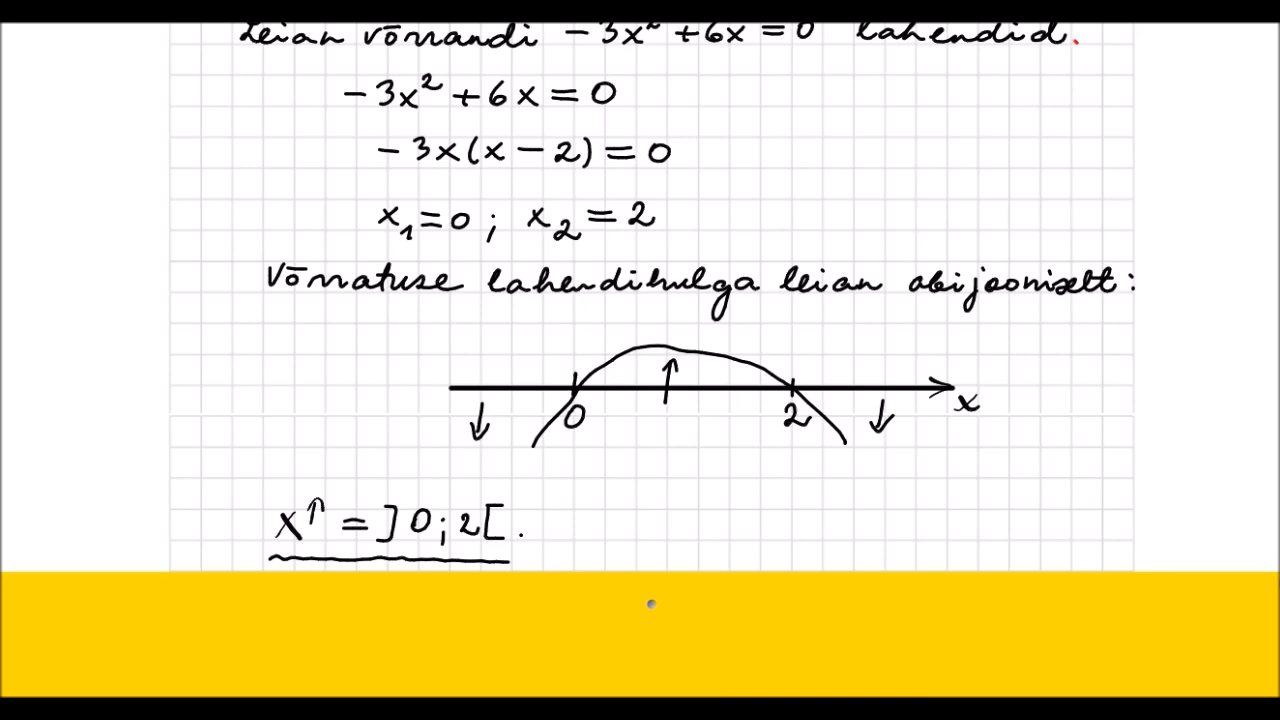 Leian võrrandi -3x² + 6x = 0 lahendid.
-3x² + 6x = 0
-3x(x - 2) = 0
x₁ = 0 ; x₂ = 2
Võrratuse lahendihulga leian abijooniselt:
↓ 0 ↑ 2 ↓ x
X↑ = ]0;2[.